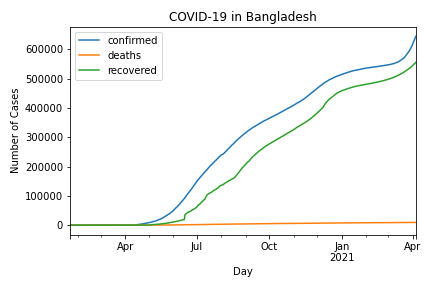 COVID-19 in Bangladesh
confirmed
deaths
recovered
Number of Cases
600000
500000
400000
300000
200000
100000
0
Apr Jul Oct Jan Apr
2021
Day